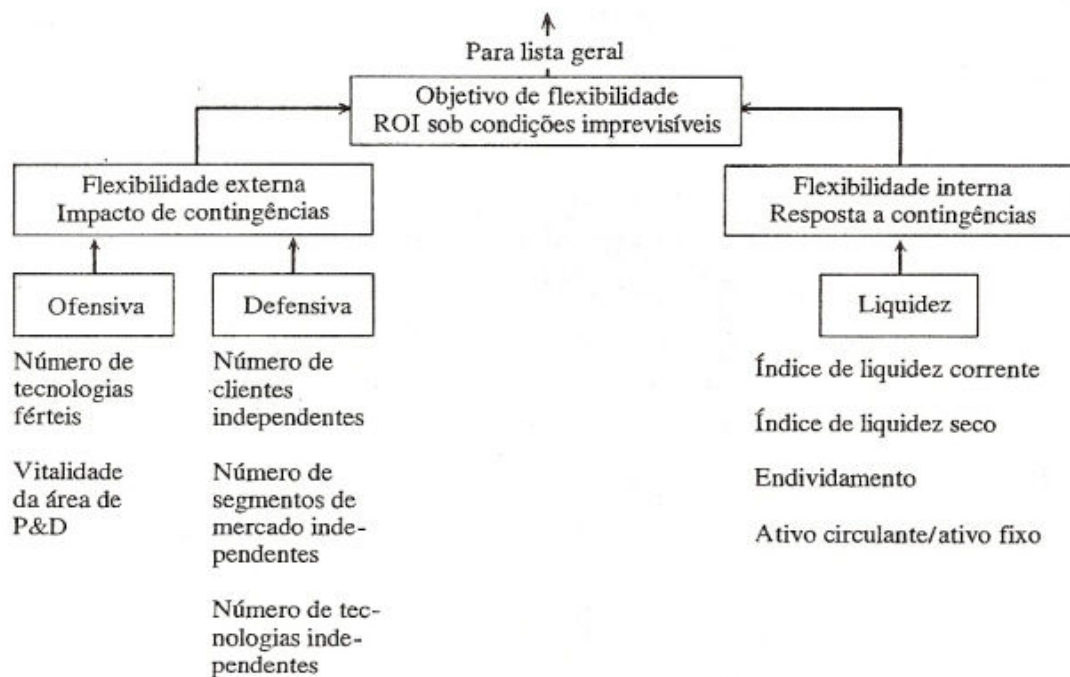 Para lista geral
Objetivo de flexibilidade
ROI sob condições imprevisíveis
Flexibilidade externa
Impacto de contingências
Ofensiva
Número de
tecnologias
férteis
Vitalidade
da área de
P&D
Defensiva
Número de
clientes
independentes
Número de
segmentos de
mercado inde-
pendentes
Número de tec-
nologias inde-
pendentes
Flexibilidade interna
Resposta a contingências
Liquidez
Índice de liquidez corrente
Índice de liquidez seco
Endividamento
Ativo circulante/ativo fixo